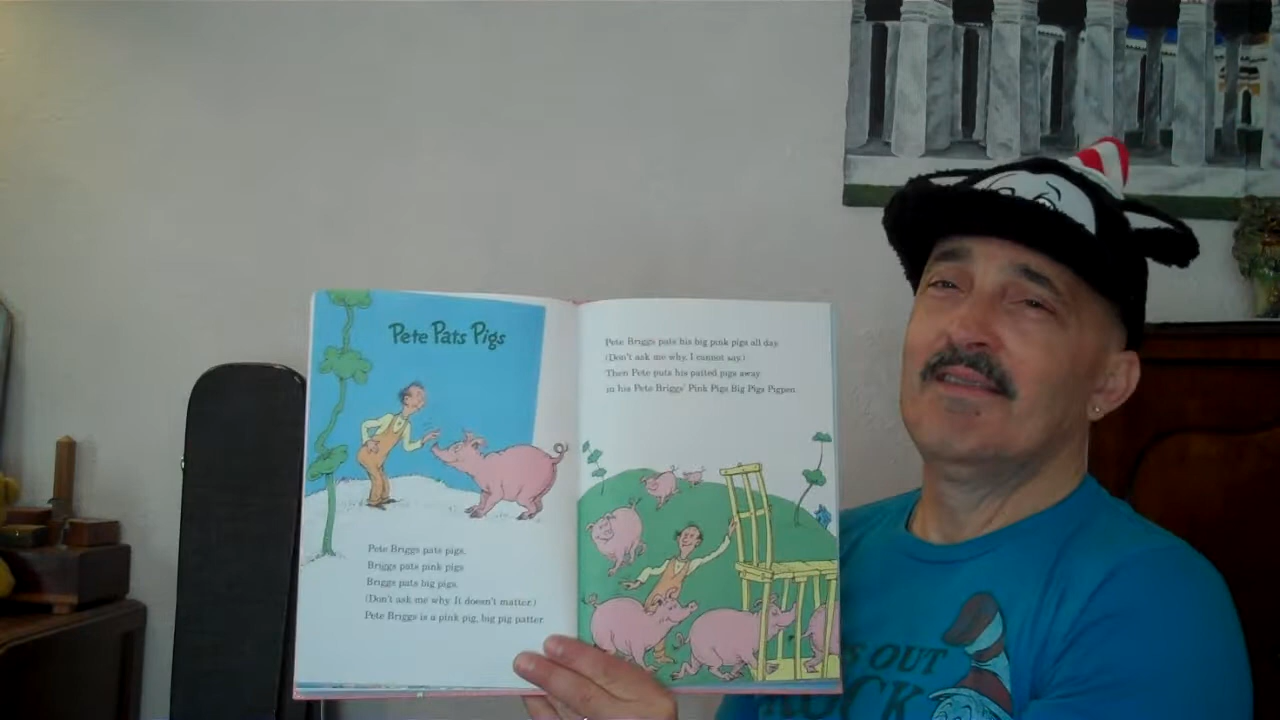 Pete Pats Pigs
Pete Briggs pats pigs.
Briggs pats pink pigs.
Briggs pats big pigs.
(Don't ask me why. It doesn't matter.)
Pete Briggs is a pink pig, big pig patter.
Pete Briggs pats his big pink pigs all day.
(Don't ask me why. I cannot say.)
Then Pete puts his patted pigs away
in his Pete Briggs' Pink Pigs Big Pigs Pigpen.
OUT